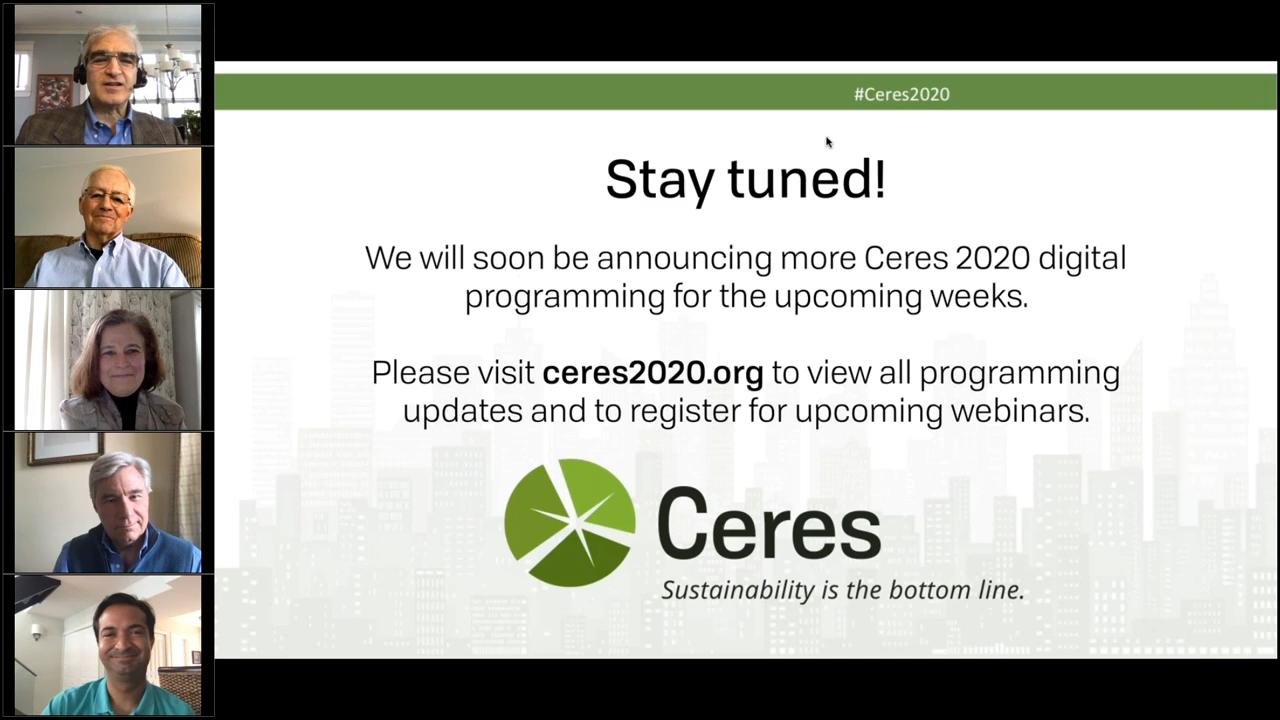 #Ceres2020
Stay tuned!
We will soon be announcing more Ceres 2020 digital
programming for the upcoming weeks.
Please visit ceres2020.org to view all programming
updates and to register for upcoming webinars.
Ceres
Sustainability is the bottom line.